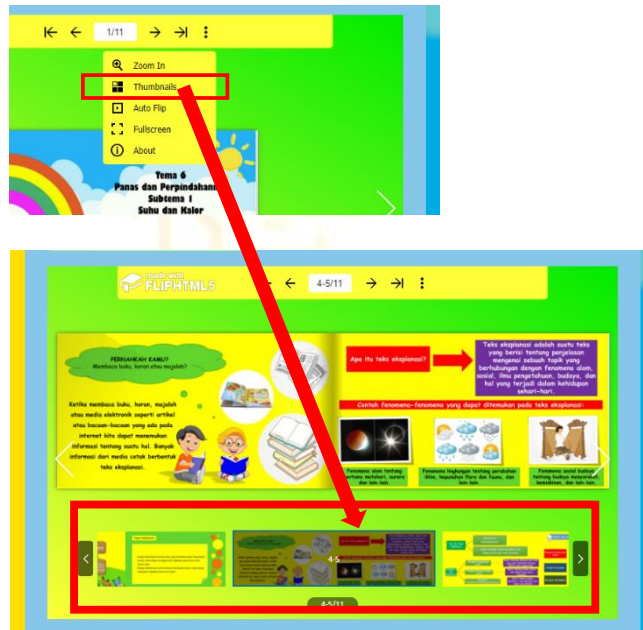 1/11
Zoom In
Thumbnails
Auto Flip
Fullscreen
About
Tema 6
Panas dan Perpindahann
Subtema 1
Suhu dan Kalor
made with
FLIPHTML5
4-5/11
PERNAHKAH KAMU?
Membaca buku, koran atau majalah?
Ketika membaca buku, koran, majalah
atau media elektronik seperti artikel
atau bacaan-bacaan yang ada pada
internet kita dapat menemukan
informasi tentang suatu hal. Banyak
informasi dari media cetak berbentuk
teks eksplanasi.
Apa itu teks eksplanasi?
Teks eksplanasi adalah suatu teks
yang berisi tentang penjelasan
mengenai sebuah topik yang
berhubungan dengan fenomena alam,
sosial, ilmu pengetahuan, budaya, dan
hal yang terjadi dalam kehidupan
sehari-hari.
Contoh fenomena-fenomena yang dapat ditemukan pada teks eksplanasi:
Fenomena alam tentang
gerhana matahari, aurora
dan lain-lain.
Fenomena lingkungan tentang perubahan
iklim, kepunahan flora dan fauna, dan
lain-lain.
Fenomena sosial budaya
tentang budaya masyarakat,
kemiskinan, dan lain-lain.
4-5
4-5/11